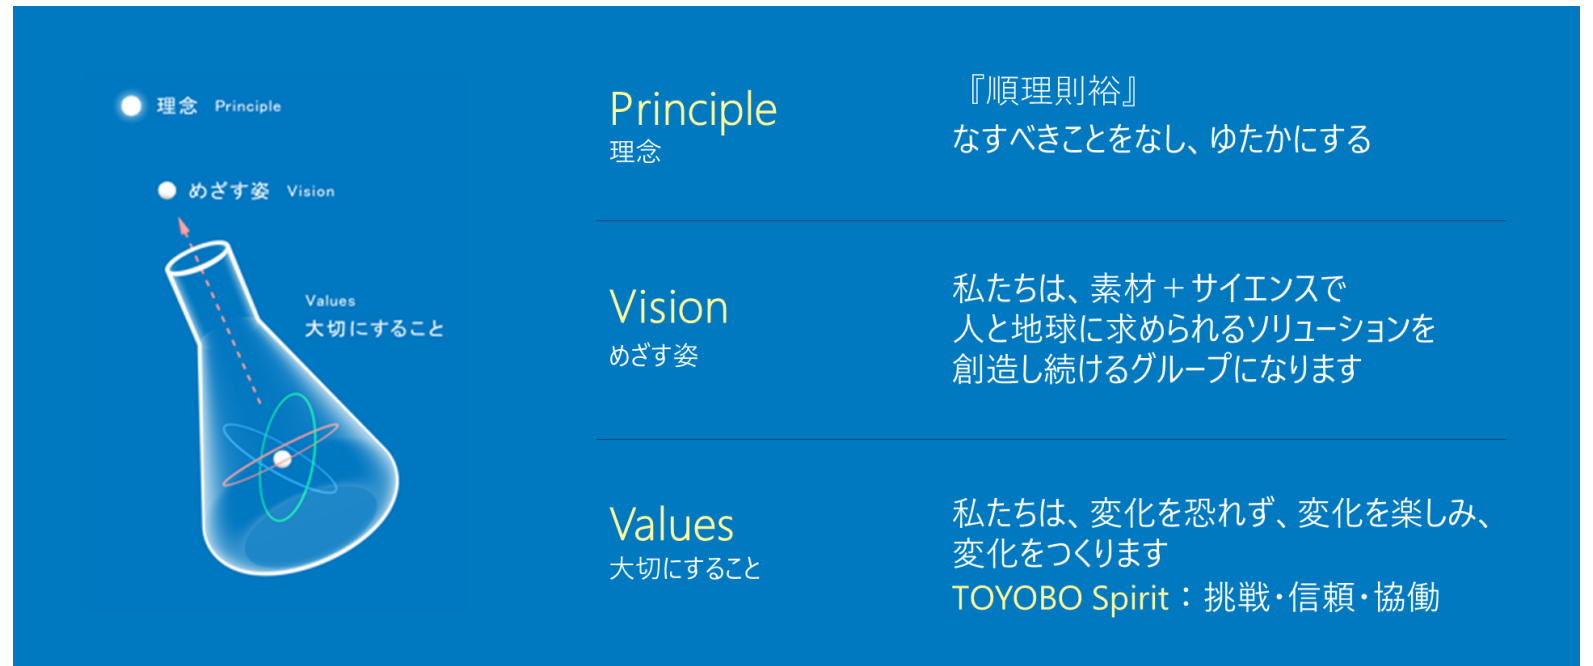 理念 Principle
めざす姿 Vision
Values
大切にすること
Principle
理念
『順理則裕』
なすべきことをなし、ゆたかにする
Vision
めざす姿
私たちは、素材＋サイエンスで
人と地球に求められるソリューションを
創造し続けるグループになります
Values
大切にすること
私たちは、変化を恐れず、変化を楽しみ、
変化をつくります
TOYOBO Spirit：挑戦・信頼・協働